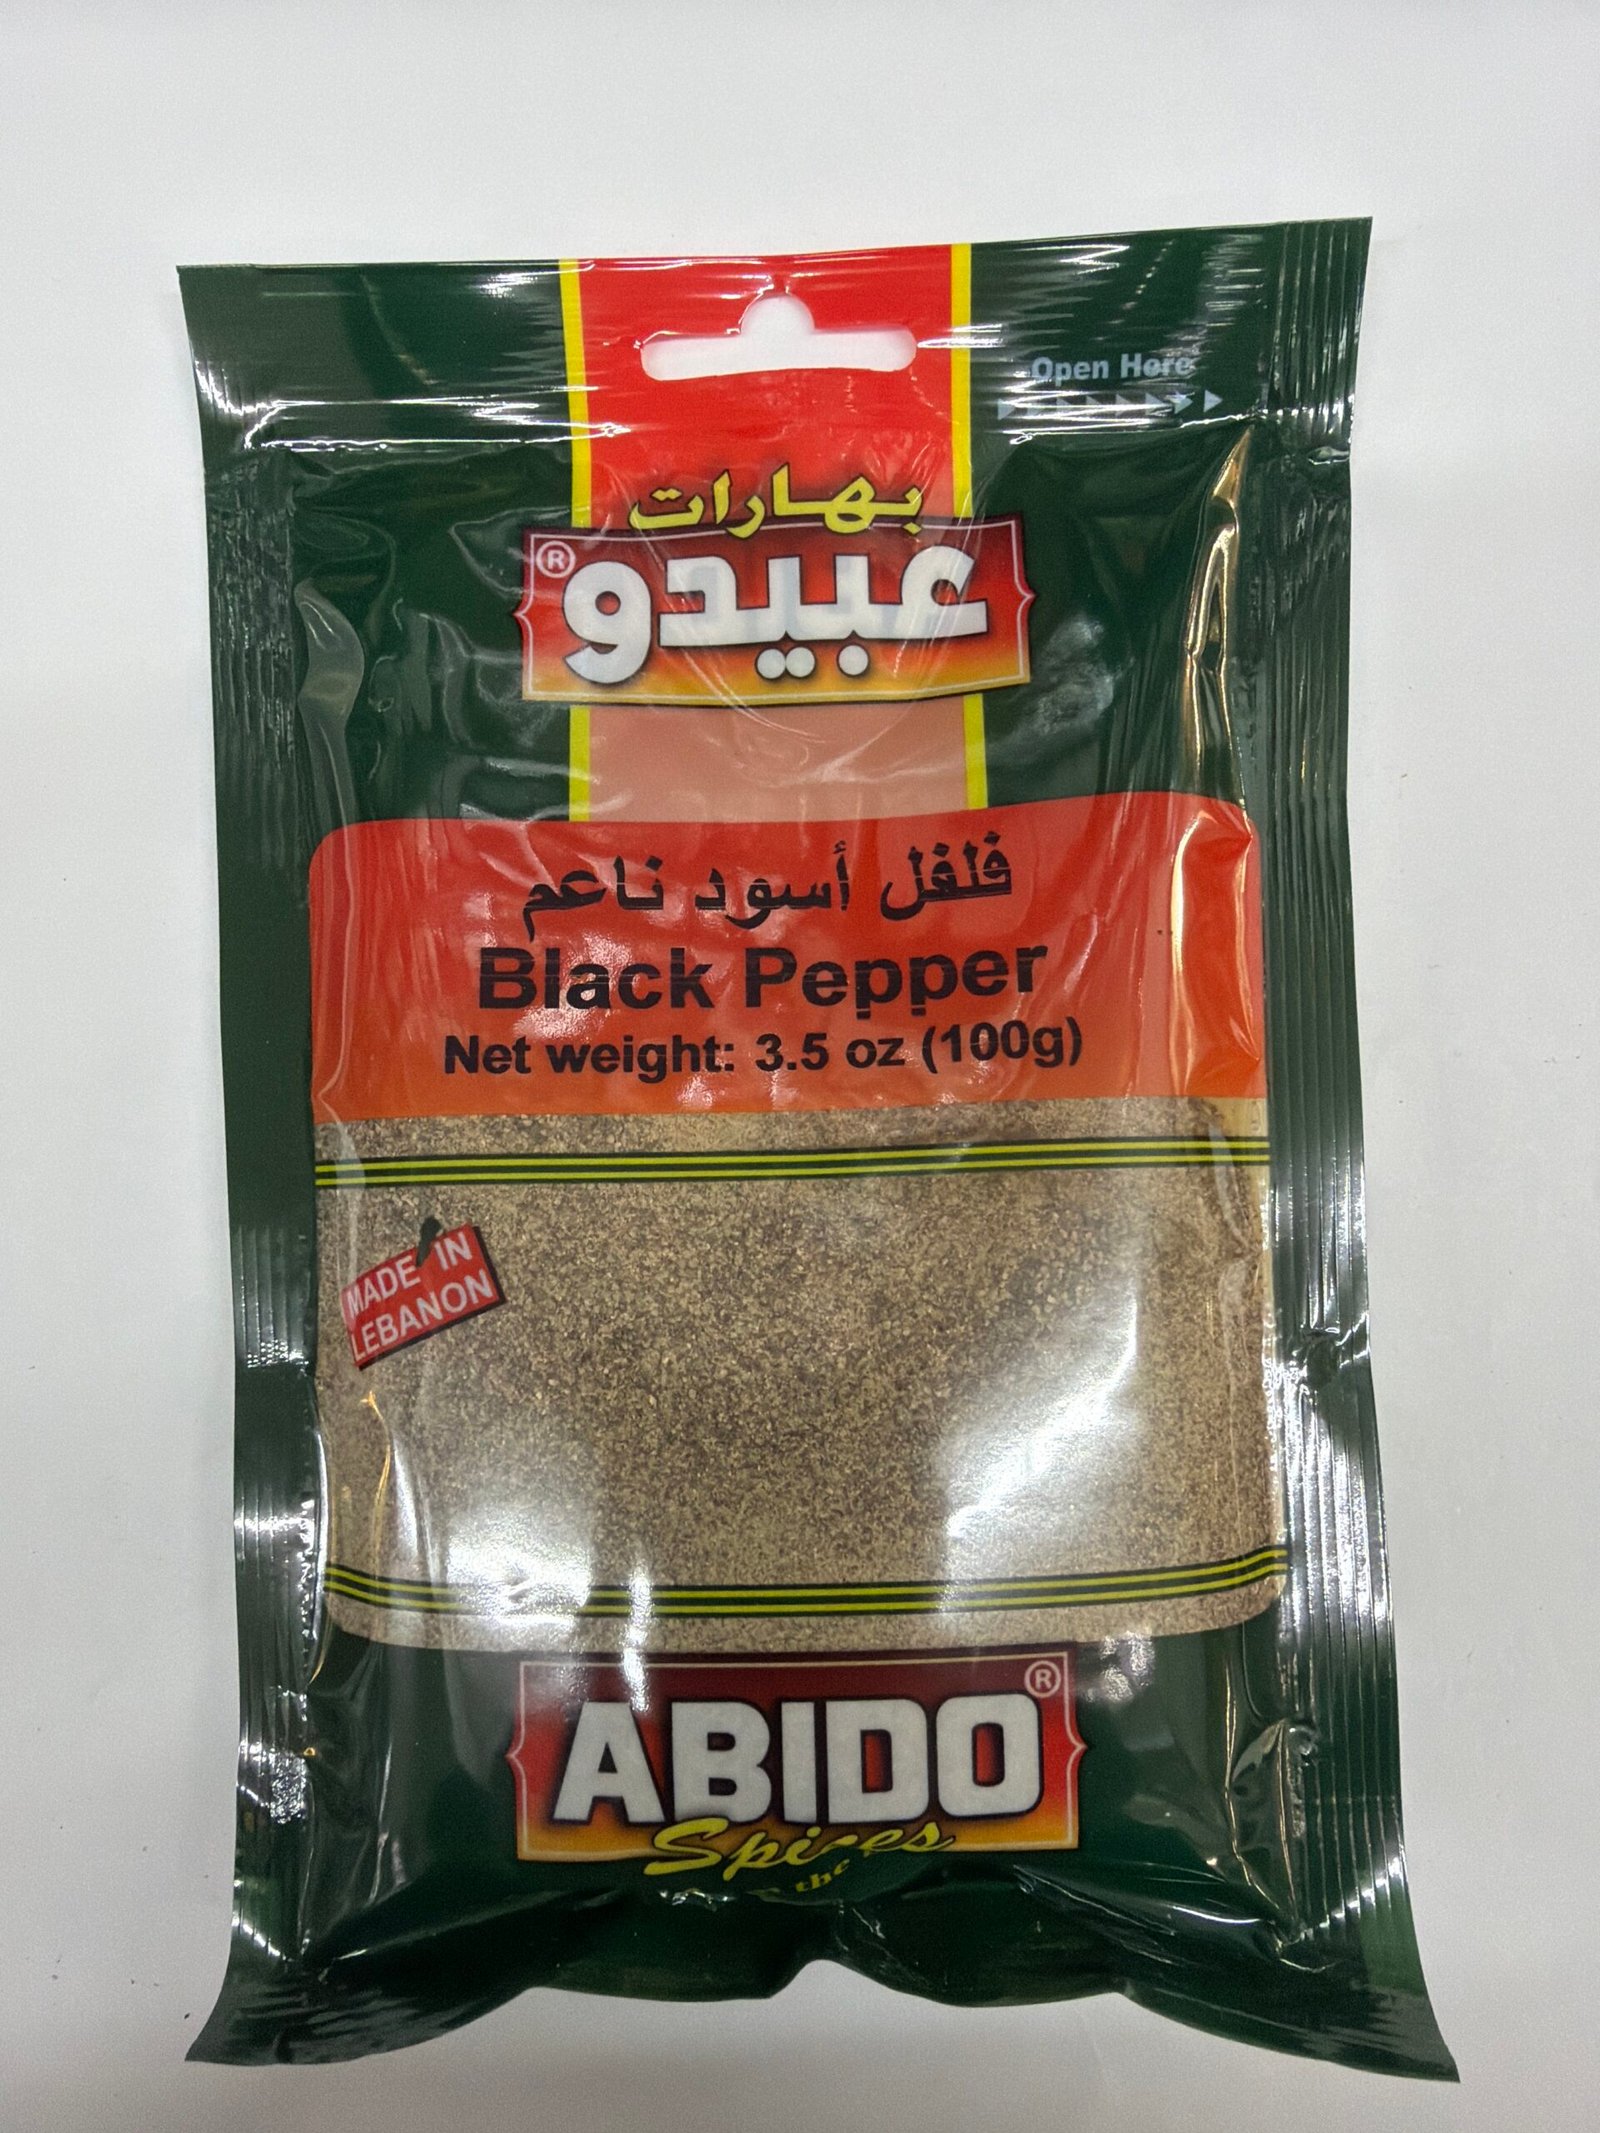 Open Here
بهارات
عبيدو®
فلفل أسود ناعم
Black Pepper
Net weight: 3.5 oz (100g)
MADE IN
LEBANON
ABIDO®
Spices
the